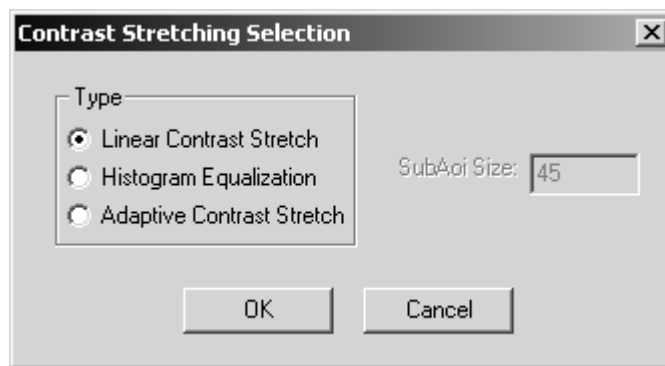 Contrast Stretching Selection
Type
Linear Contrast Stretch
Histogram Equalization
Adaptive Contrast Stretch
SubAoi Size: 45
OK Cancel